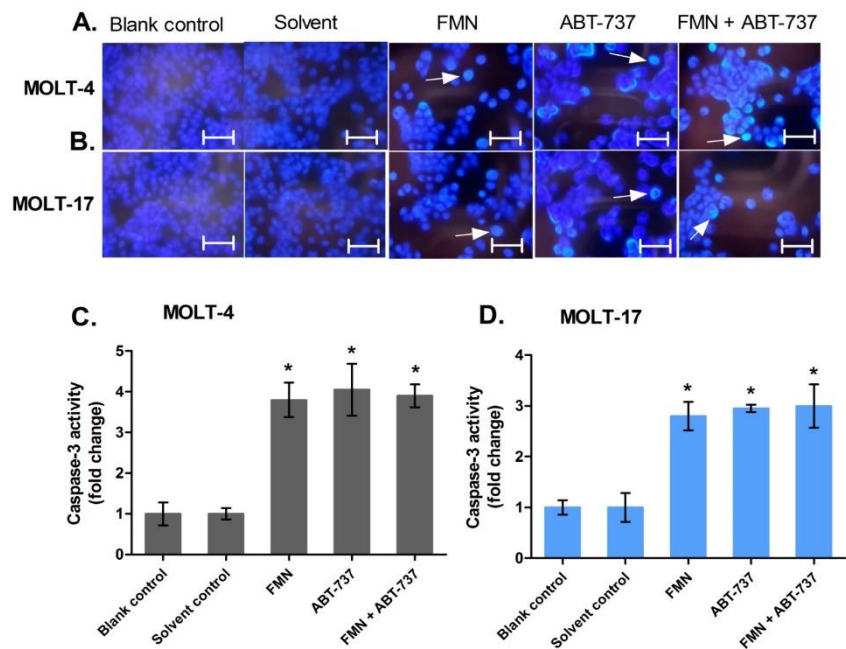 A. Blank control Solvent FMN ABT-737 FMN + ABT-737
MOLT-4
B.
MOLT-17
C. MOLT-4
Caspase-3 activity
(fold change)
5
4
3
2
1
0
* * *
Blank control
Solvent control
FMN
ABT-737
FMN + ABT-737
D. MOLT-17
Caspase-3 activity
(fold change)
4
3
2
1
0
* * *
Blank control
Solvent control
FMN
ABT-737
FMN + ABT-737